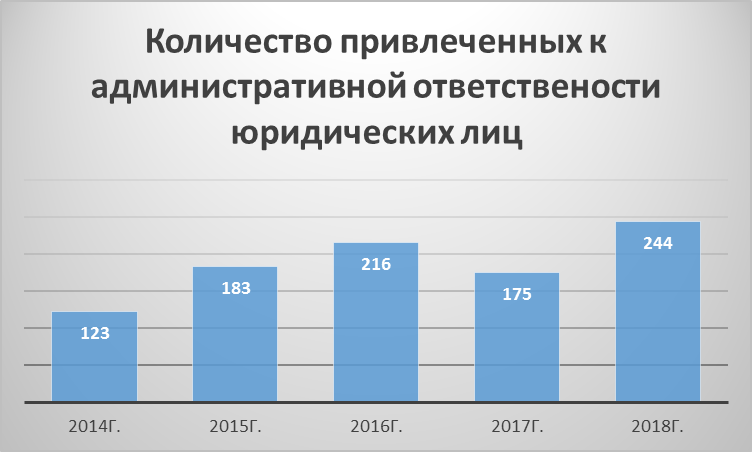 Количество привлеченных к
административной ответствености
юридических лиц
123
183
216
175
244
2014Г.
2015Г.
2016Г.
2017Г.
2018Г.